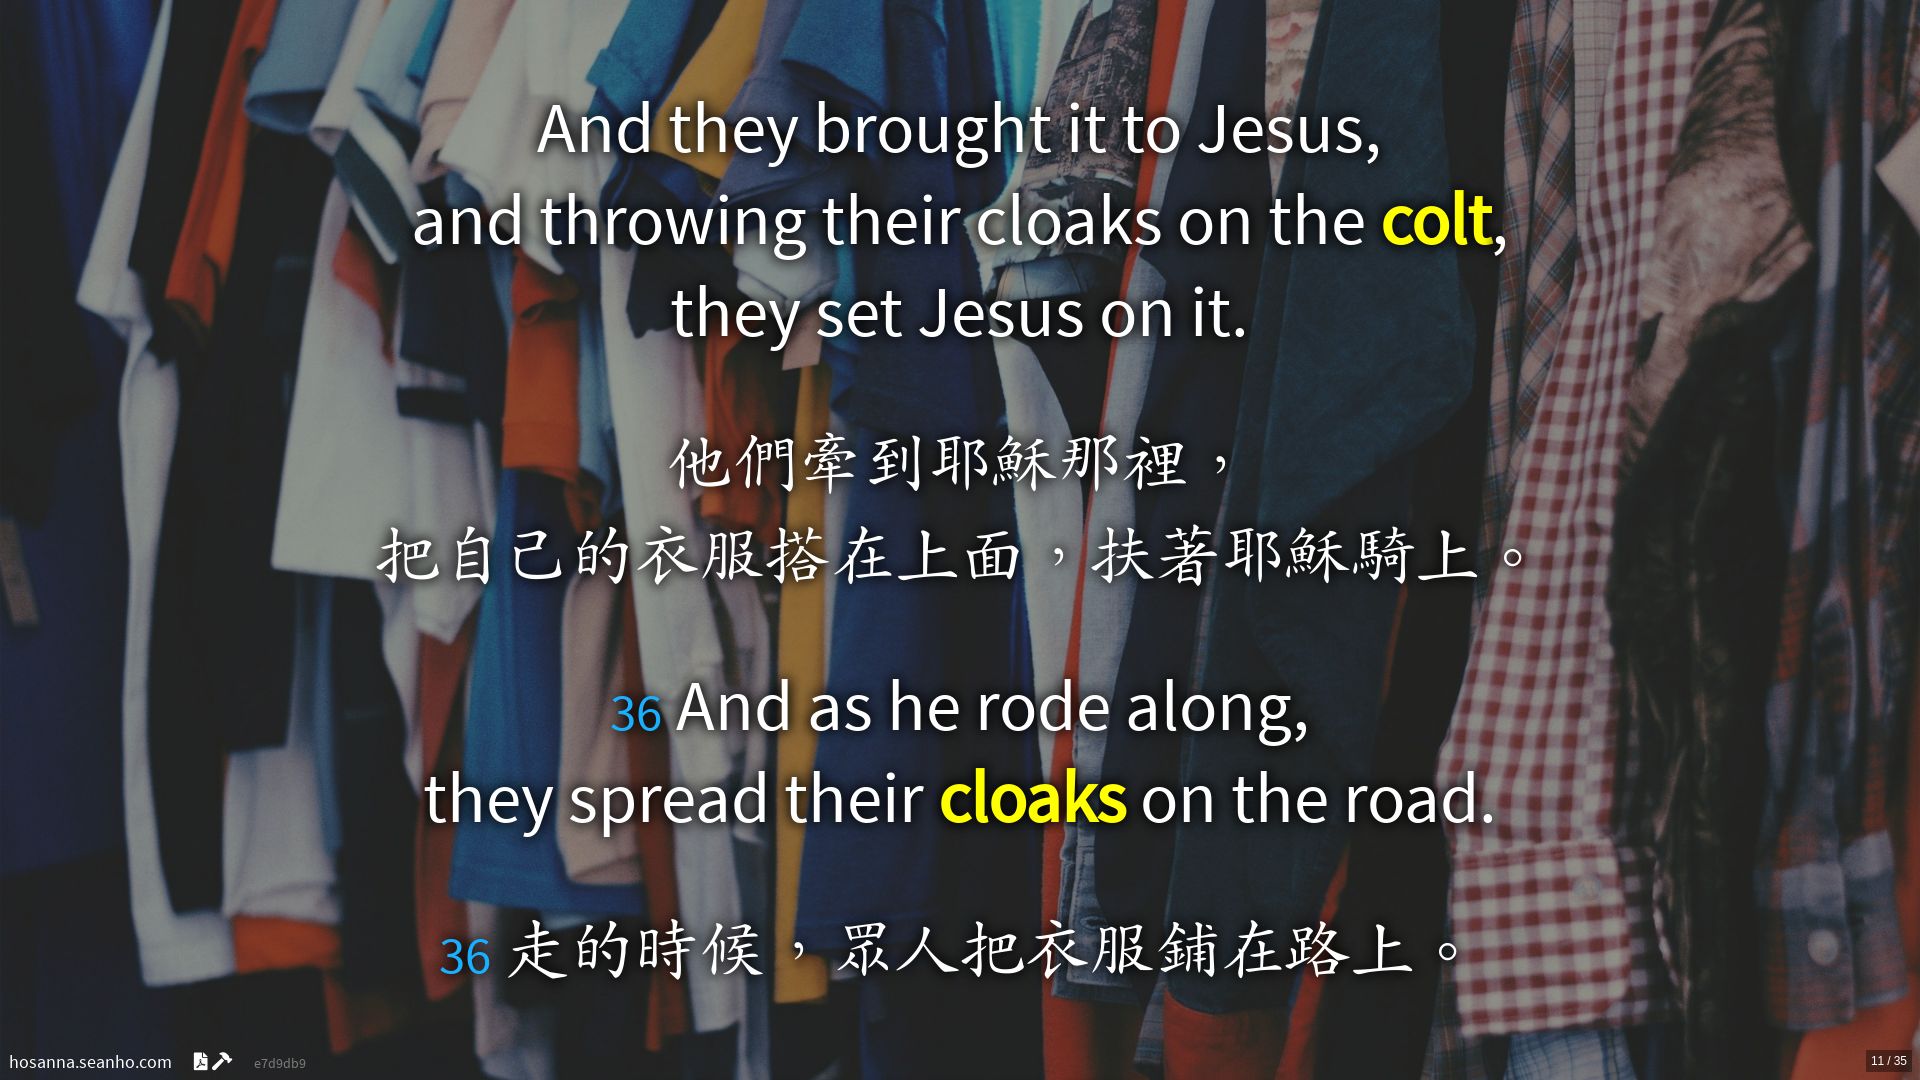 And they brought it to Jesus,
and throwing their cloaks on the colt,
they set Jesus on it.
他們牽到耶穌那裡，
把自己的衣服搭在上面，扶著耶穌騎上。
36 And as he rode along,
they spread their cloaks on the road.
36 走的時候，眾人把衣服鋪在路上。
hosanna.seanho.com e7d9db9
11 / 35